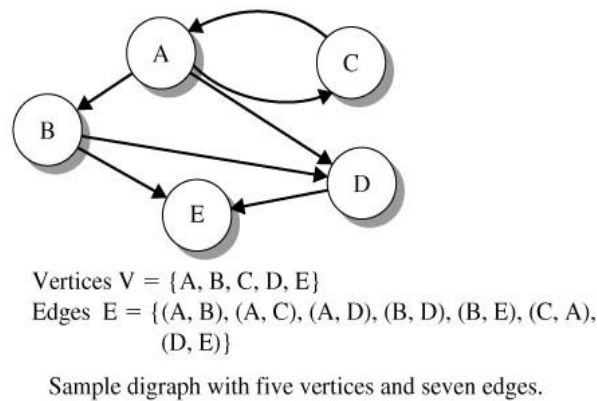 A
C
B
D
E
Vertices V = {A, B, C, D, E}
Edges E = {(A, B), (A, C), (A, D), (B, D), (B, E), (C, A),
(D, E)}
Sample digraph with five vertices and seven edges.